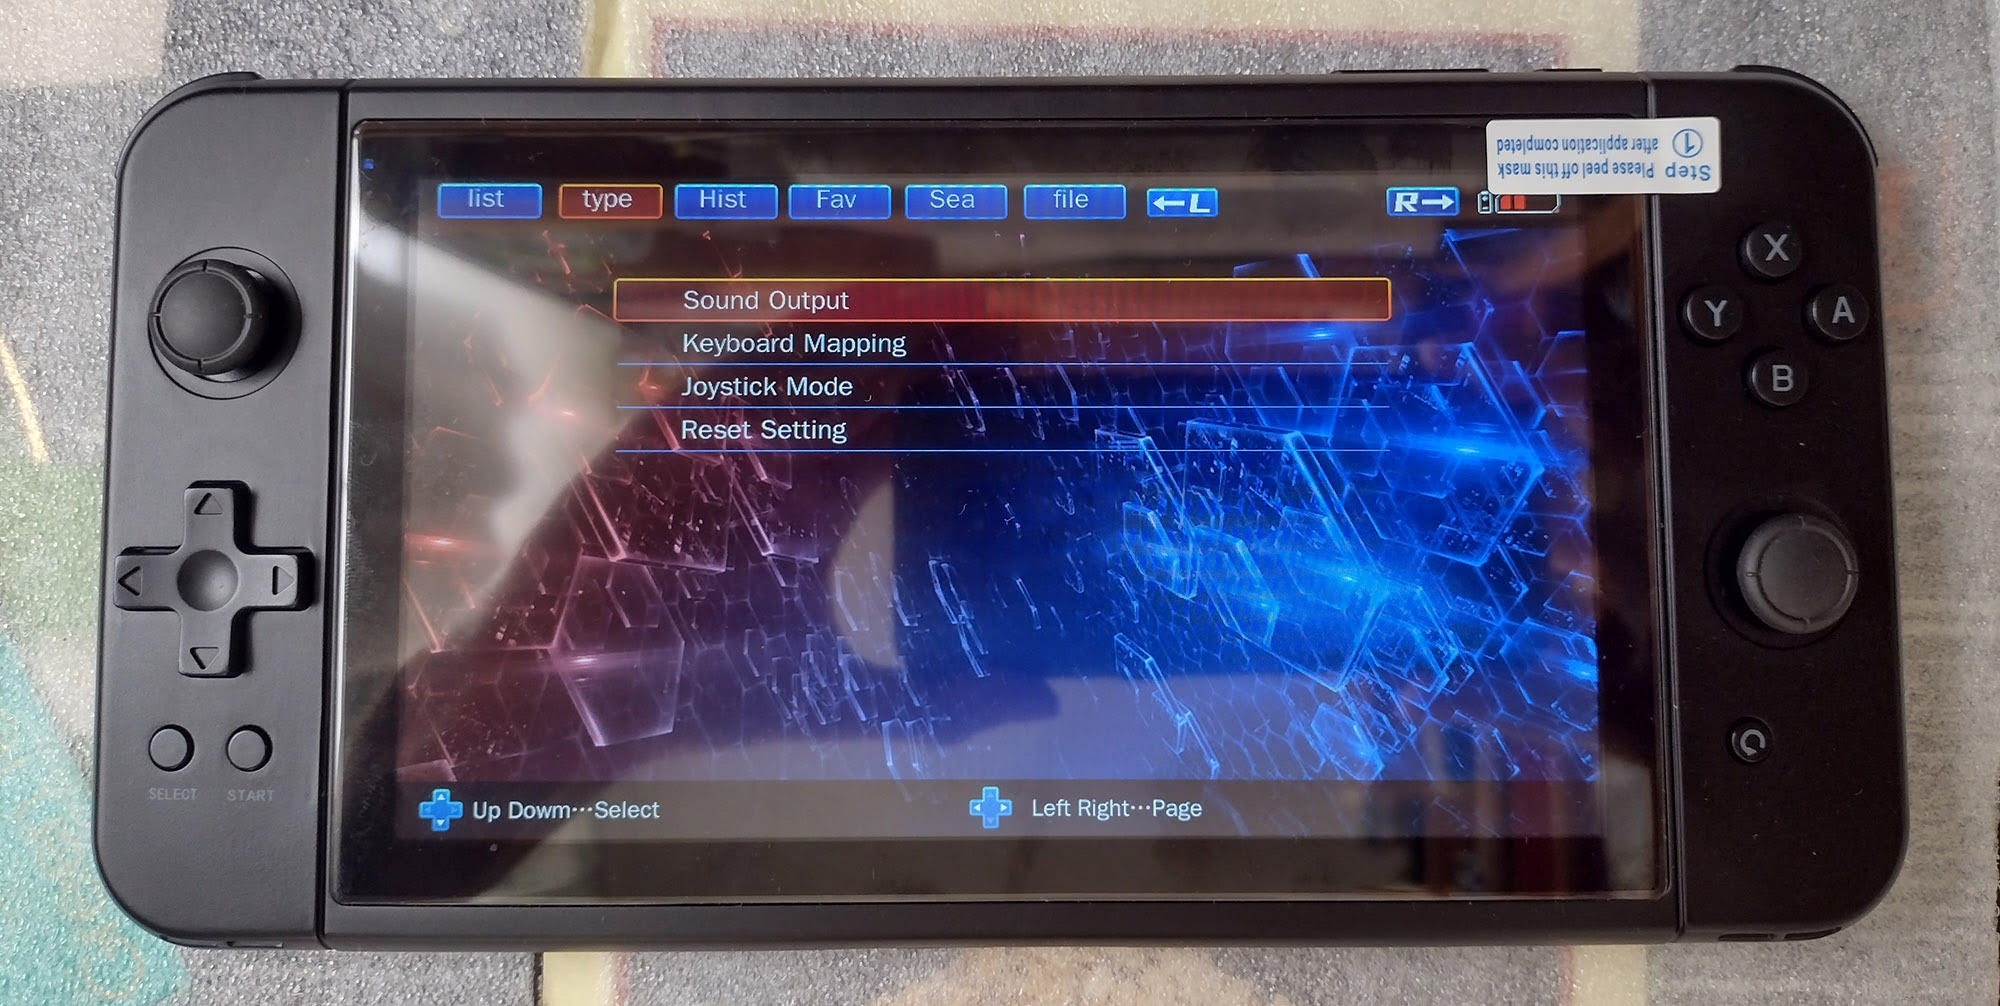 list type Hist Fav Sea file ←L R→
Step 1 Please peel off this mask
after application completed
Sound Output
Keyboard Mapping
Joystick Mode
Reset Setting
Up Dowm···Select Left Right···Page
X
Y A
B
SELECT START